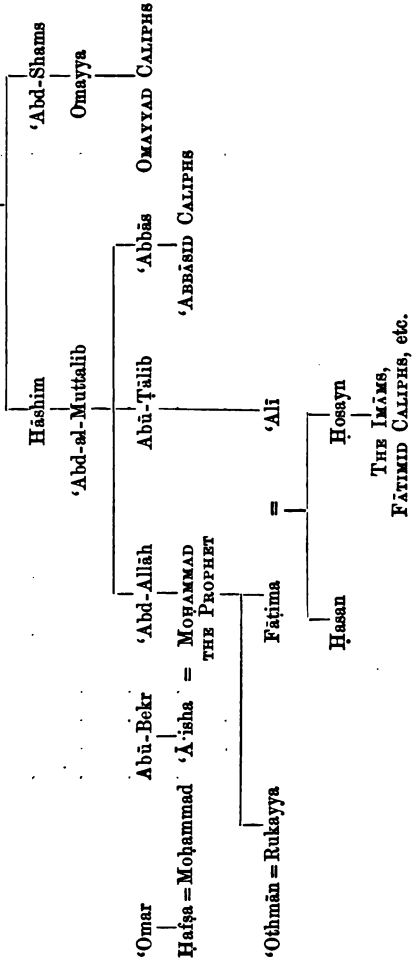 Hāshim ‘Abd-Shams
‘Abd-al-Muttalib Omayya
‘Omar Abū-Bekr ‘Abd-Allāh Abū-Ṭālib ‘Abbās OMAYYAD CALIPHS
Ḥafṣa = Moḥammad ‘Ā’isha = MOḤAMMAD ‘ABBĀSID CALIPHS
THE PROPHET
‘Othmān = Rukayya Fāṭima = ‘Alī
Ḥasan Ḥosayn
THE IMĀMS,
FĀṬIMID CALIPHS, etc.